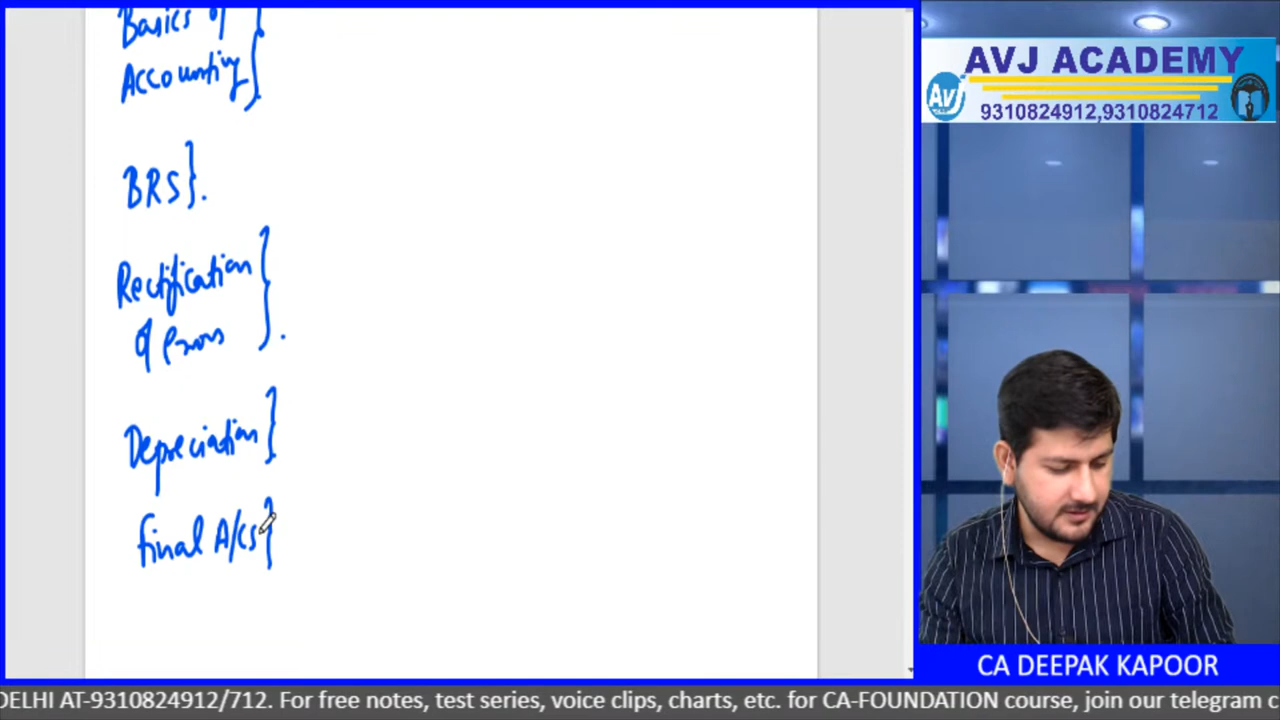 Basics of
Accounting
BRS
Rectification
of Errors
Depreciation
Final A/cs
AVJ ACADEMY
AVJ
9310824912,9310824712
CA DEEPAK KAPOOR
DELHI AT-9310824912/712. For free notes, test series, voice clips, charts, etc. for CA-FOUNDATION course, join our telegram c